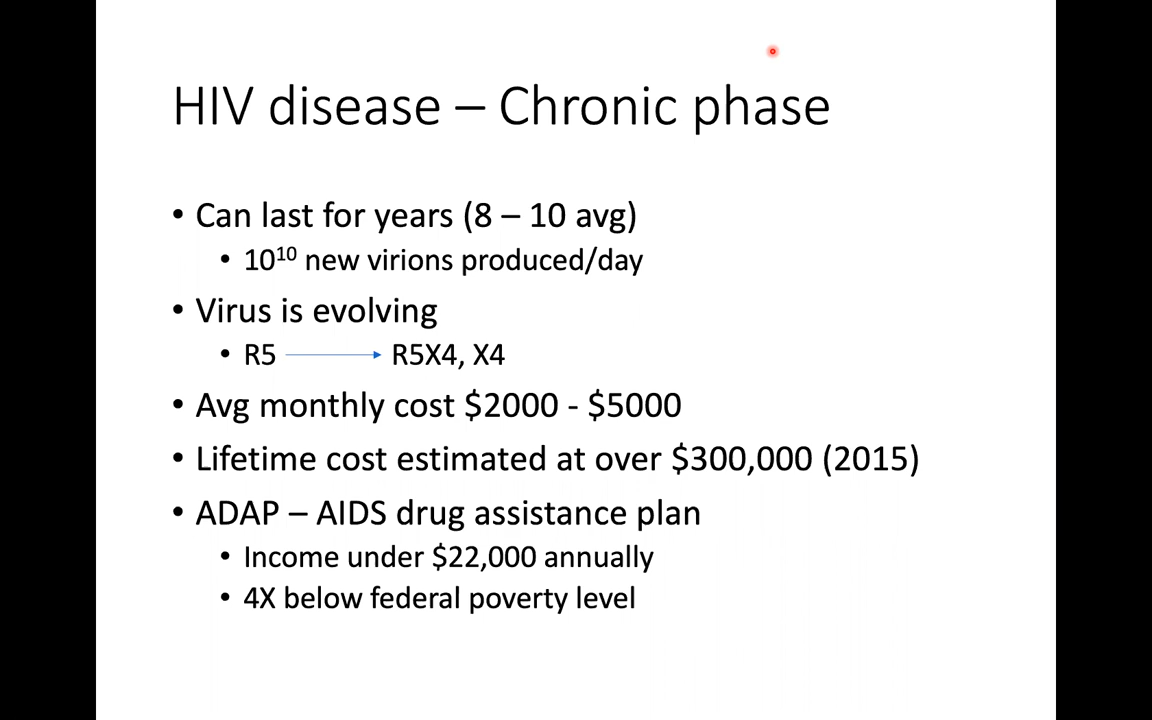 HIV disease – Chronic phase
• Can last for years (8 – 10 avg)
• 10¹⁰ new virions produced/day
• Virus is evolving
• R5 → R5X4, X4
• Avg monthly cost $2000 - $5000
• Lifetime cost estimated at over $300,000 (2015)
• ADAP – AIDS drug assistance plan
• Income under $22,000 annually
• 4X below federal poverty level